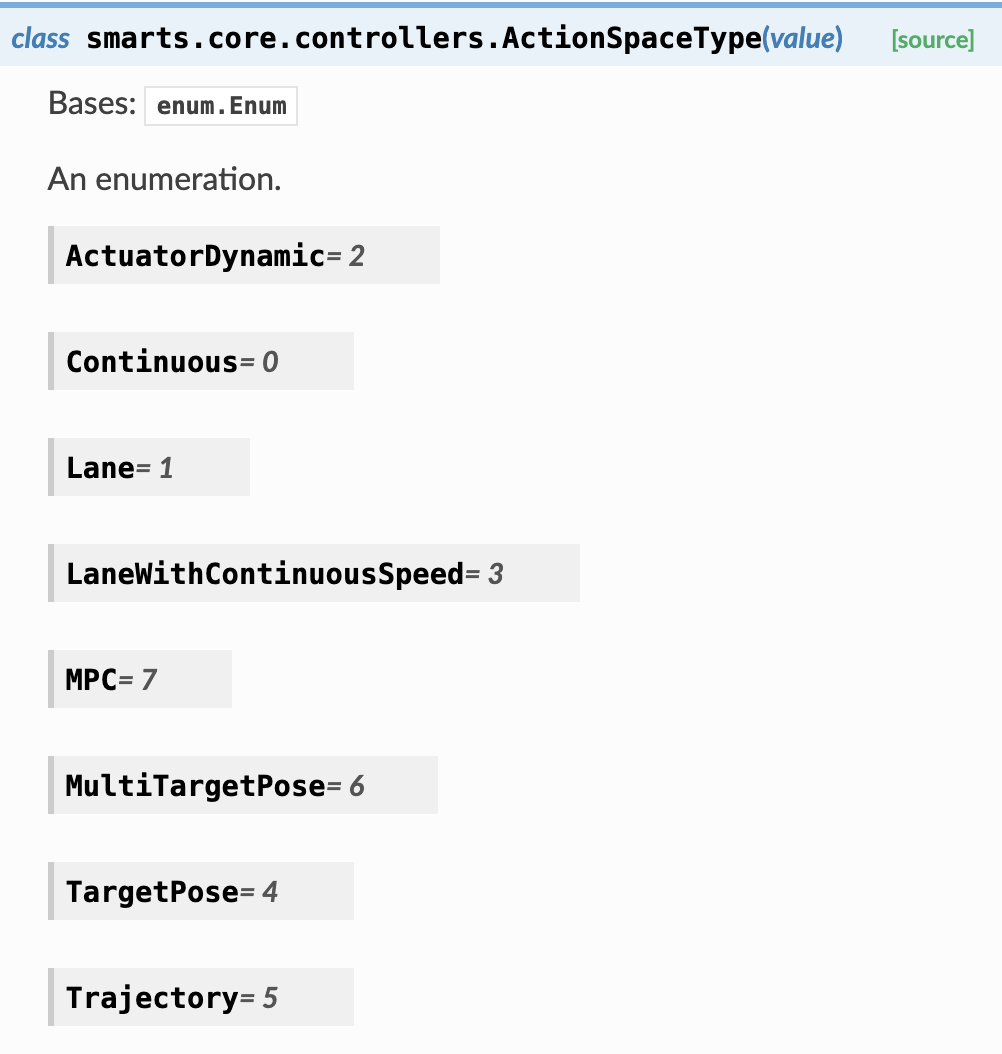 class smarts.core.controllers.ActionSpaceType(value) [source]
Bases: enum.Enum
An enumeration.
ActuatorDynamic= 2
Continuous= 0
Lane= 1
LaneWithContinuousSpeed= 3
MPC= 7
MultiTargetPose= 6
TargetPose= 4
Trajectory= 5